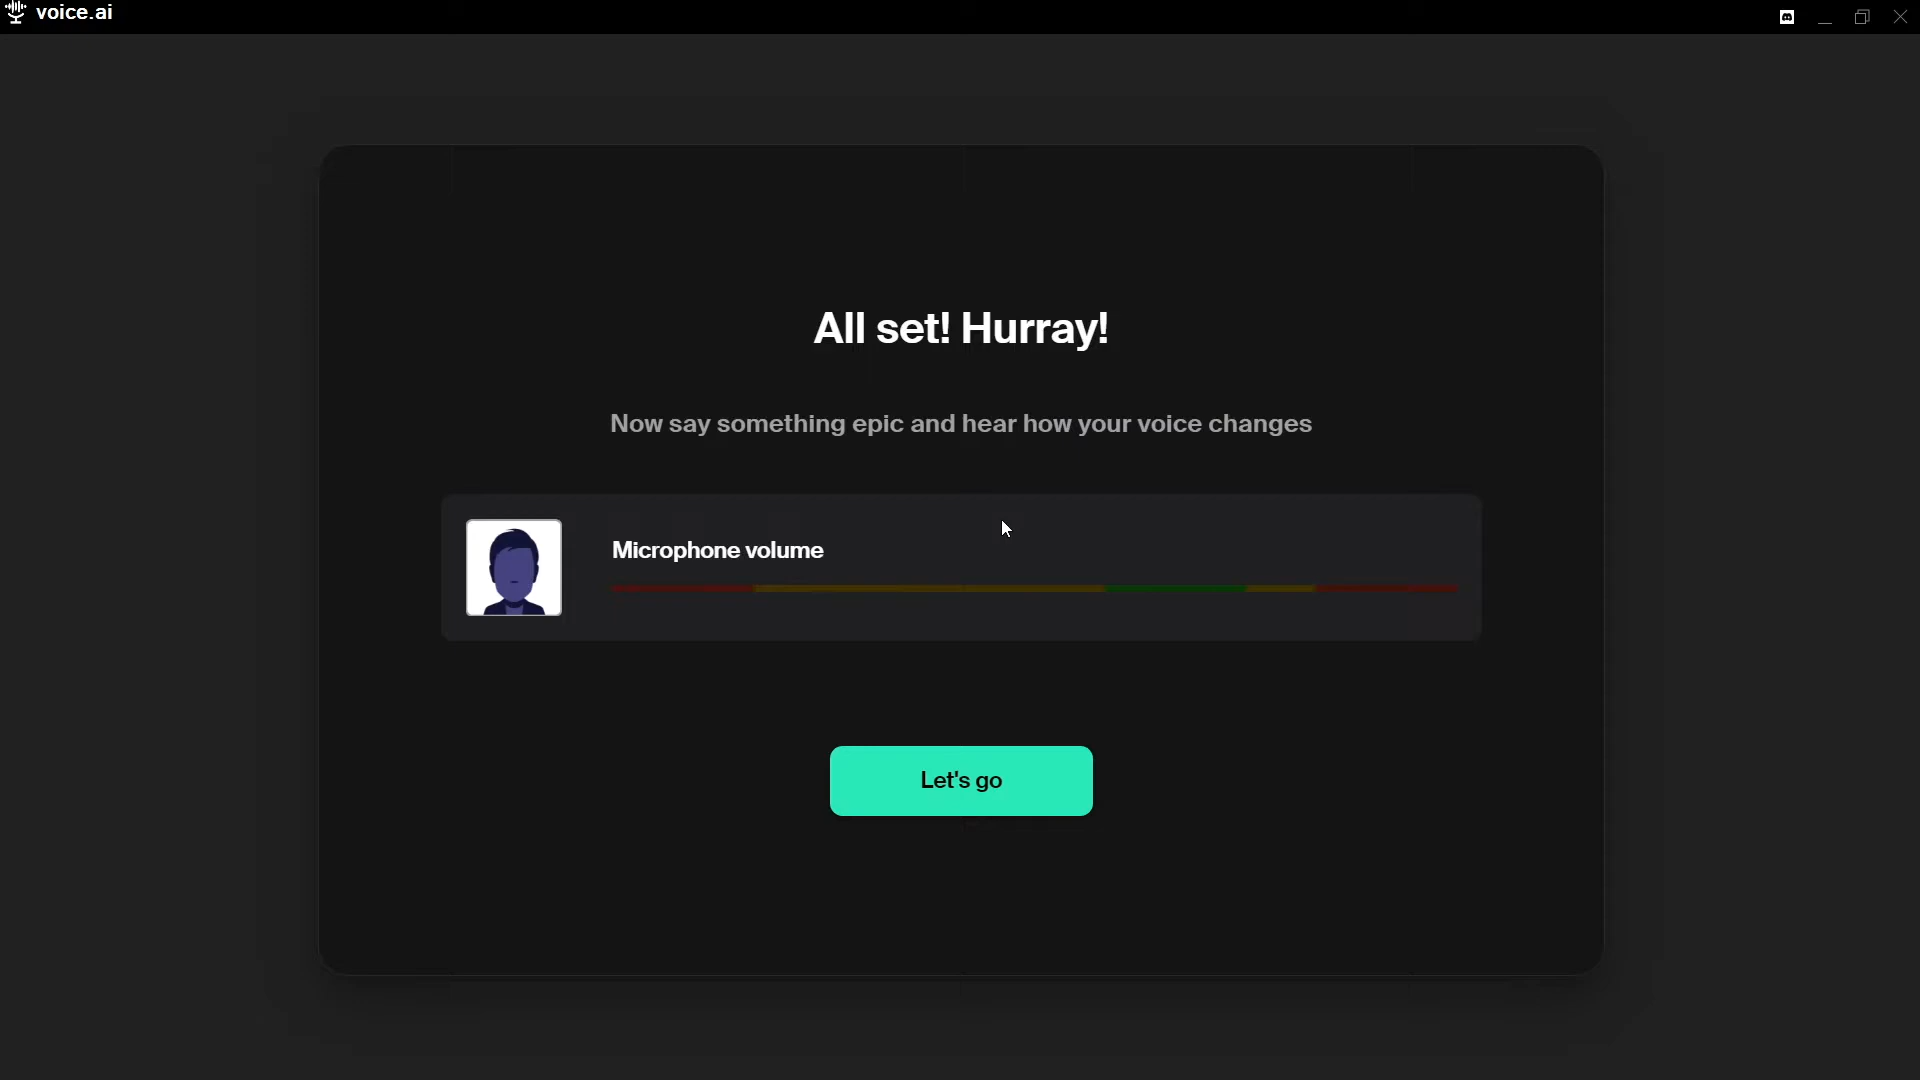 voice.ai
All set! Hurray!
Now say something epic and hear how your voice changes
Microphone volume
Let's go